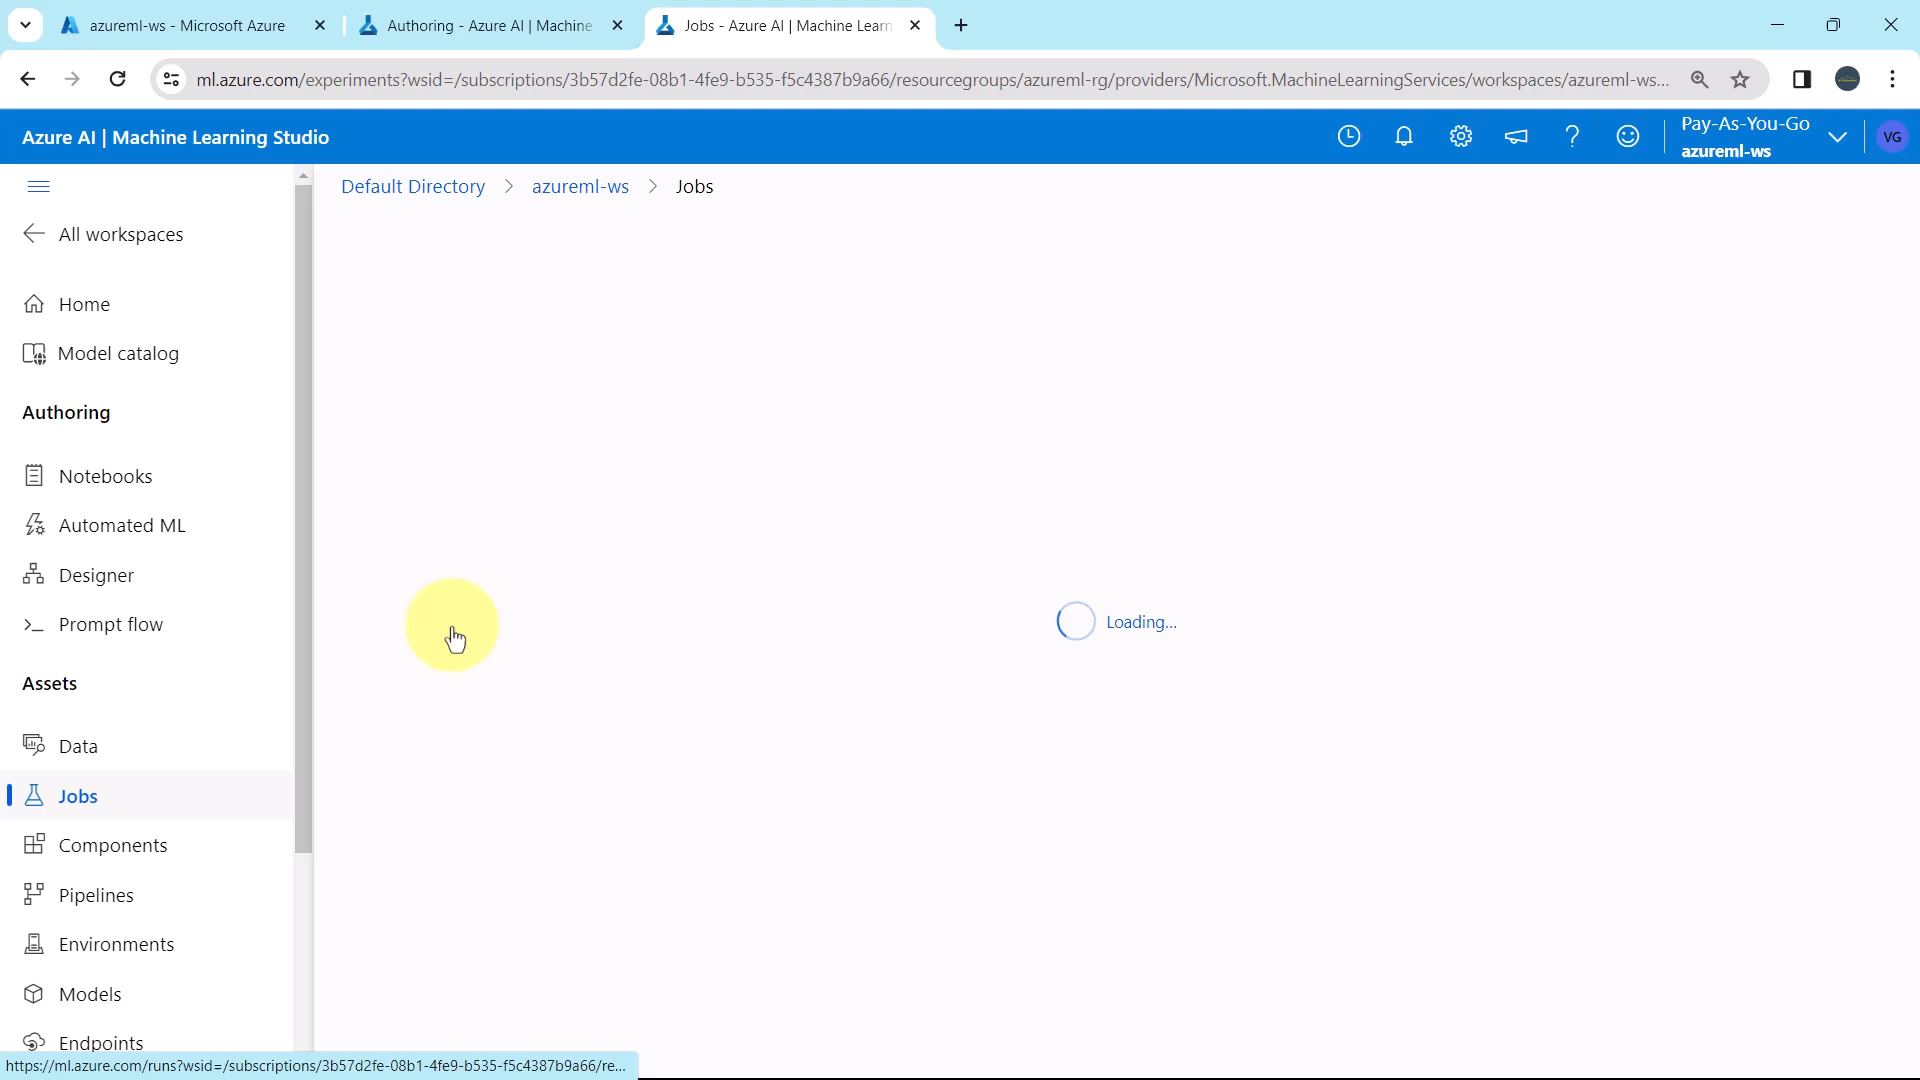 azureml-ws - Microsoft Azure
Authoring - Azure AI | Machine
Jobs - Azure AI | Machine Learn
ml.azure.com/experiments?wsid=/subscriptions/3b57d2fe-08b1-4fe9-b535-f5c4387b9a66/resourcegroups/azureml-rg/providers/Microsoft.MachineLearningServices/workspaces/azureml-ws...
Azure AI | Machine Learning Studio
Pay-As-You-Go
azureml-ws
VG
Default Directory > azureml-ws > Jobs
All workspaces
Home
Model catalog
Authoring
Notebooks
Automated ML
Designer
Prompt flow
Loading...
Assets
Data
Jobs
Components
Pipelines
Environments
Models
Endpoints
https://ml.azure.com/runs?wsid=/subscriptions/3b57d2fe-08b1-4fe9-b535-f5c4387b9a66/re...